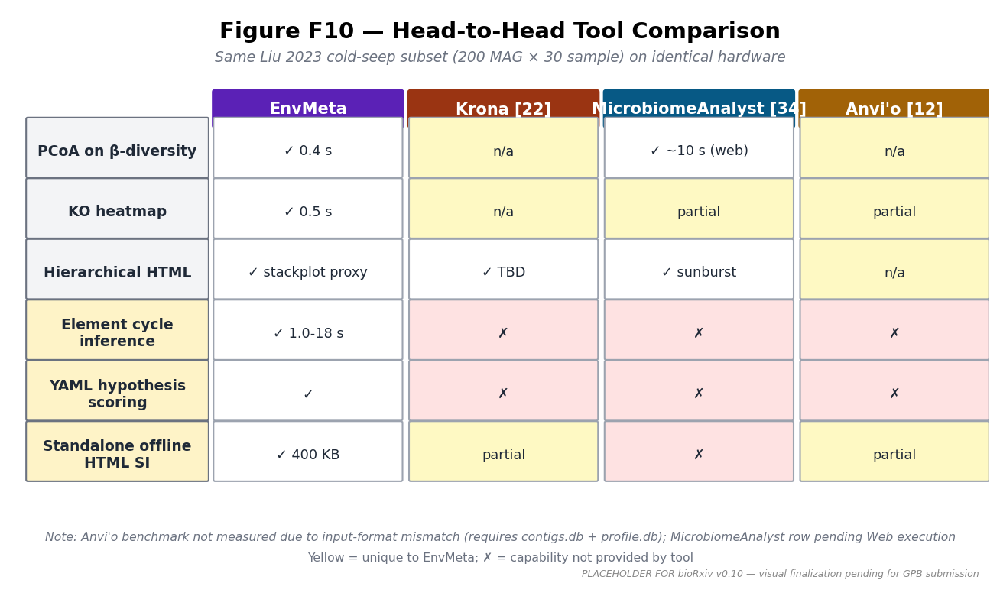 Figure F10 — Head-to-Head Tool Comparison
Same Liu 2023 cold-seep subset (200 MAG × 30 sample) on identical hardware
EnvMeta Krona [22] MicrobiomeAnalyst [34] Anvi'o [12]
PCoA on β-diversity ✓ 0.4 s n/a ✓ ~10 s (web) n/a
KO heatmap ✓ 0.5 s n/a partial partial
Hierarchical HTML ✓ stackplot proxy ✓ TBD ✓ sunburst n/a
Element cycle
inference ✓ 1.0-18 s ✗ ✗ ✗
YAML hypothesis
scoring ✓ ✗ ✗ ✗
Standalone offline
HTML SI ✓ 400 KB partial ✗ partial
Note: Anvi'o benchmark not measured due to input-format mismatch (requires contigs.db + profile.db); MicrobiomeAnalyst row pending Web execution
Yellow = unique to EnvMeta; ✗ = capability not provided by tool
PLACEHOLDER FOR bioRxiv v0.10 — visual finalization pending for GPB submission